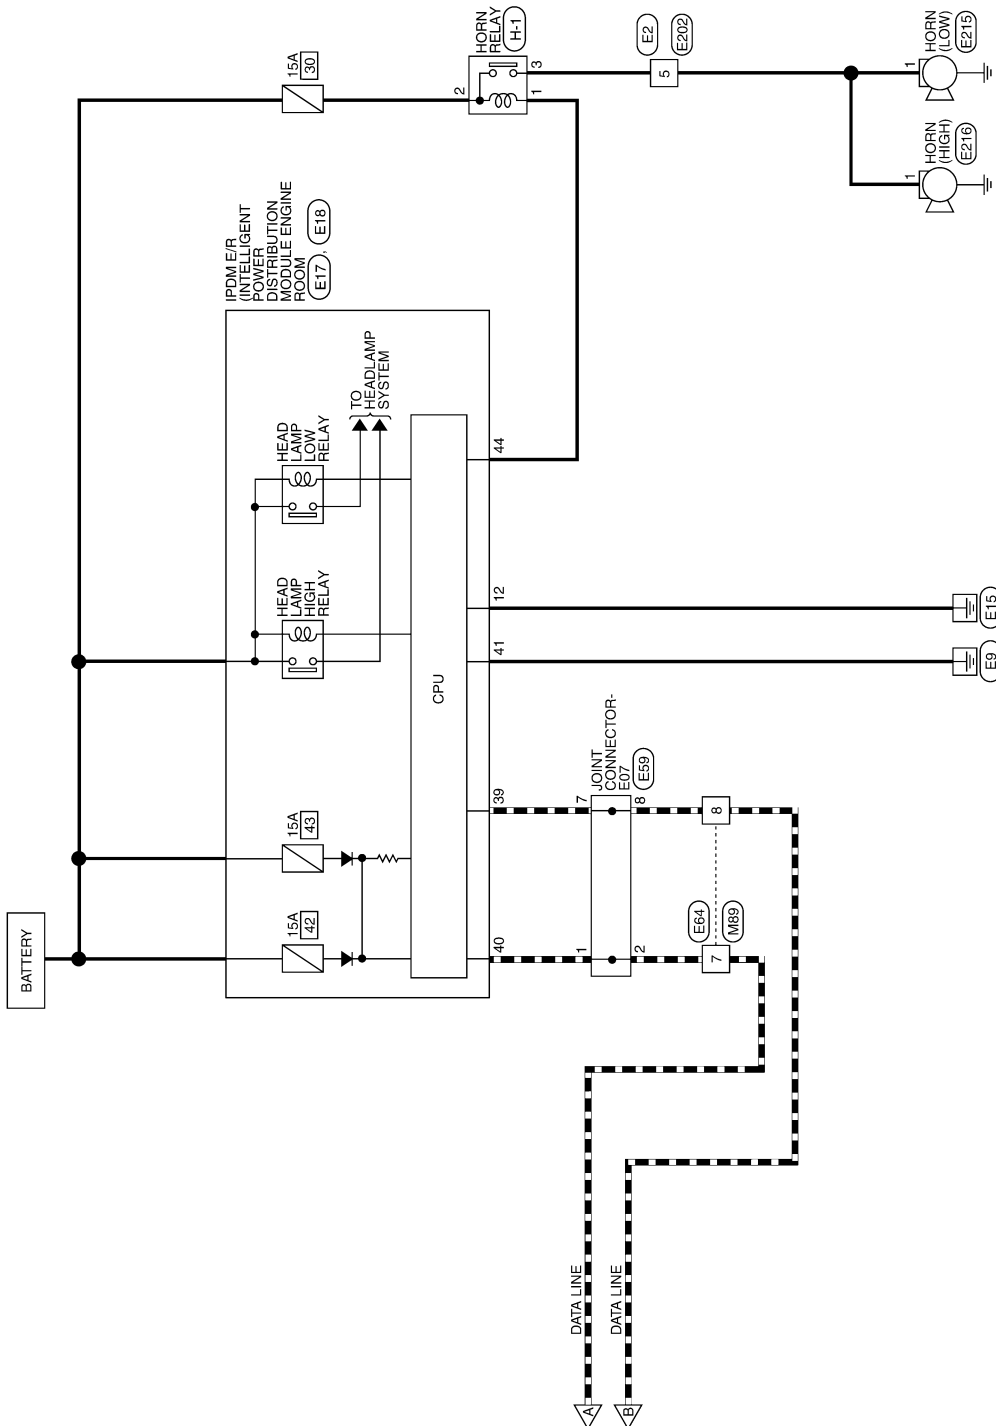 BATTERY
15A
42
15A
43
15A
30
HEAD
LAMP
HIGH
RELAY
HEAD
LAMP
LOW
RELAY
TO
HEADLAMP
SYSTEM
IPDM E/R
(INTELLIGENT
POWER
DISTRIBUTION
MODULE ENGINE
ROOM
E17 , E18
CPU
40
39
41
12
44
2
HORN
RELAY
H-1
1
3
5
E2
E202
1
HORN
(LOW)
E215
1
HORN
(HIGH)
E216
1
7
JOINT
CONNECTOR-
E07
E59
2
8
7
8
E64
M89
E9
E15
DATA LINE
A
DATA LINE
B